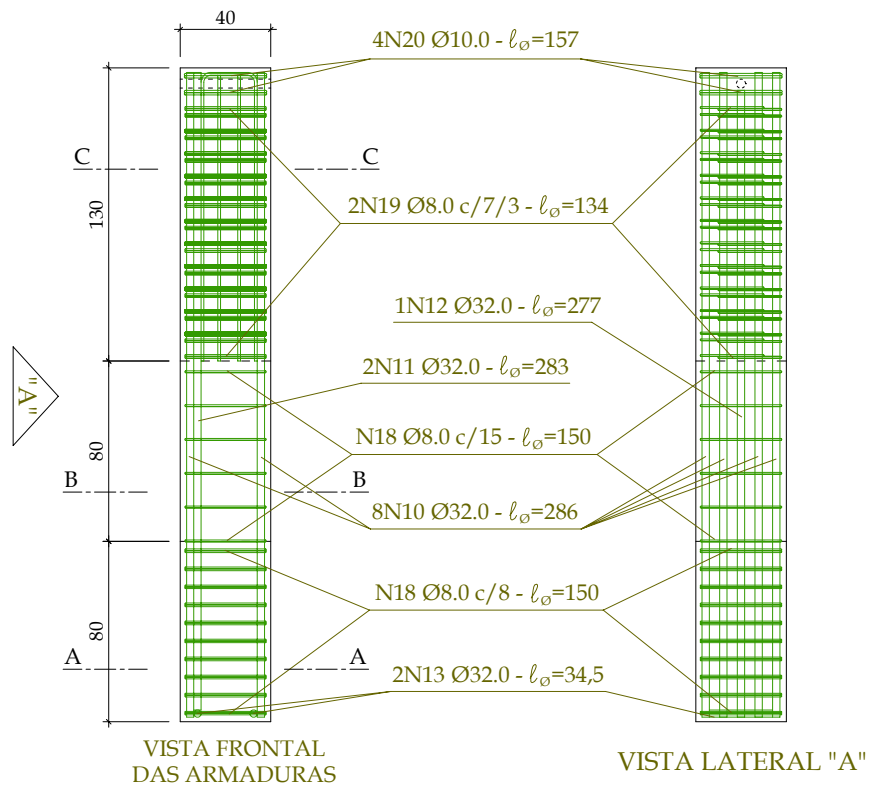 40
4N20 Ø10.0 - ℓø=157
C
C
C
130
2N19 Ø8.0 c/7/3 - ℓø=134
1N12 Ø32.0 - ℓø=277
2N11 Ø32.0 - ℓø=283
"A"
80
N18 Ø8.0 c/15 - ℓø=150
B
B
8N10 Ø32.0 - ℓø=286
80
N18 Ø8.0 c/8 - ℓø=150
A
A
2N13 Ø32.0 - ℓø=34,5
VISTA FRONTAL
DAS ARMADURAS
VISTA LATERAL "A"